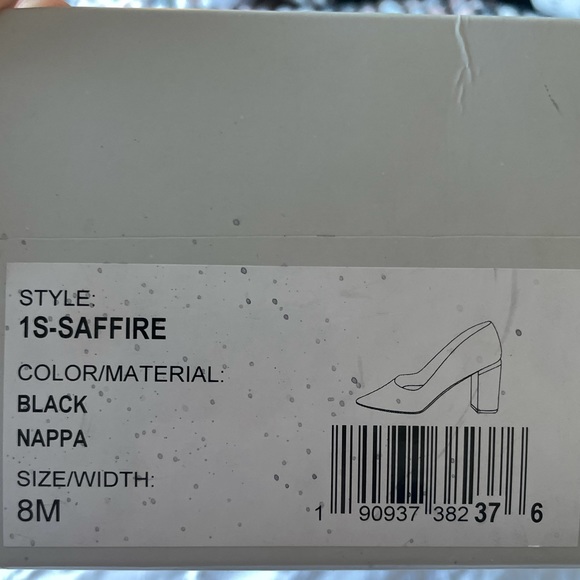 STYLE:
1S-SAFFIRE
COLOR/MATERIAL:
BLACK
NAPPA
SIZE/WIDTH:
8M
1 90937 382 37 6